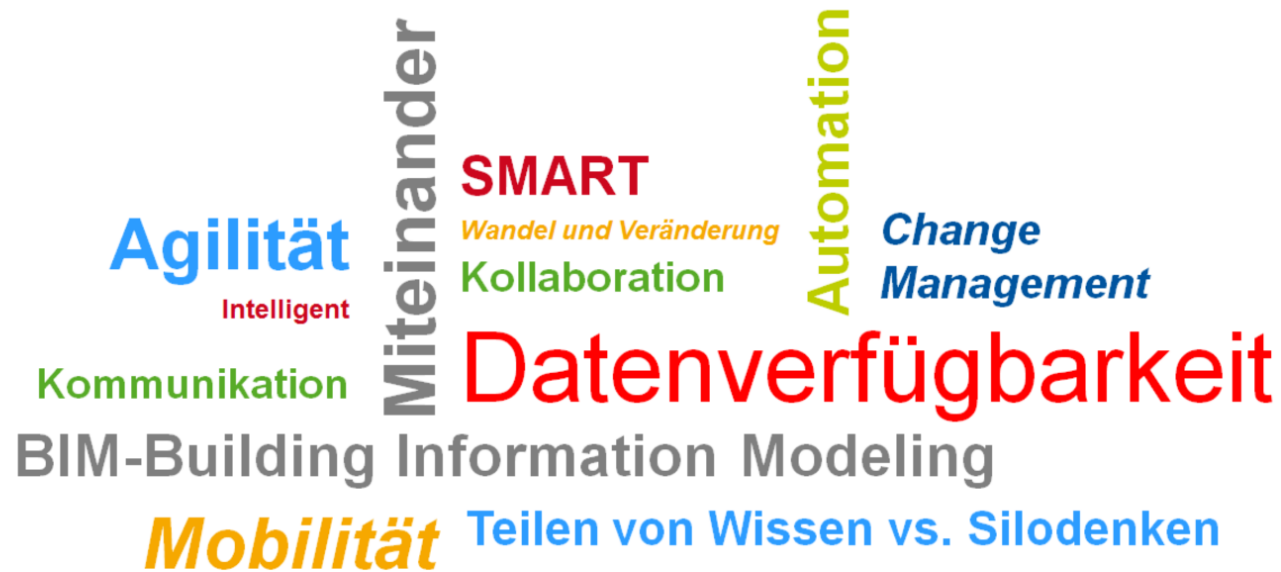 Miteinander
Automation
SMART
Agilität
Wandel und Veränderung
Change
Kollaboration
Management
Intelligent
Datenverfügbarkeit
Kommunikation
BIM-Building Information Modeling
Mobilität
Teilen von Wissen vs. Silodenken